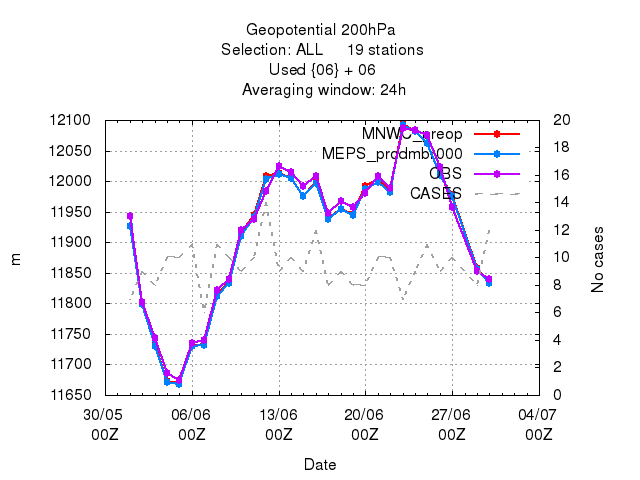 Geopotential 200hPa
Selection: ALL 19 stations
Used {06} + 06
Averaging window: 24h
12100
12050
12000
11950
11900
11850
11800
11750
11700
11650
20
18
16
14
12
10
8
6
4
2
0
MNWC_preop
MEPS_prodmbr000
OBS
CASES
m
No cases
30/05 06/06 13/06 20/06 27/06 04/07
00Z 00Z 00Z 00Z 00Z 00Z
Date